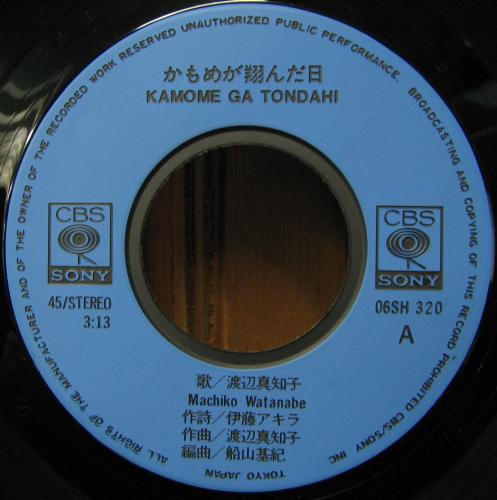 ALL RIGHTS OF THE MANUFACTURER AND OF THE OWNER OF THE RECORDED WORK RESERVED UNAUTHORIZED PUBLIC PERFORMANCE, BROADCASTING AND COPYING OF THIS RECORD PROHIBITED CBS/SONY INC.
かもめが翔んだ日
KAMOME GA TONDAHI
CBS
SONY
CBS
SONY
45/STEREO
3:13
06SH 320
A
歌／渡辺真知子
Machiko Watanabe
作詩／伊藤アキラ
作曲／渡辺真知子
編曲／船山基紀
TOKYO JAPAN